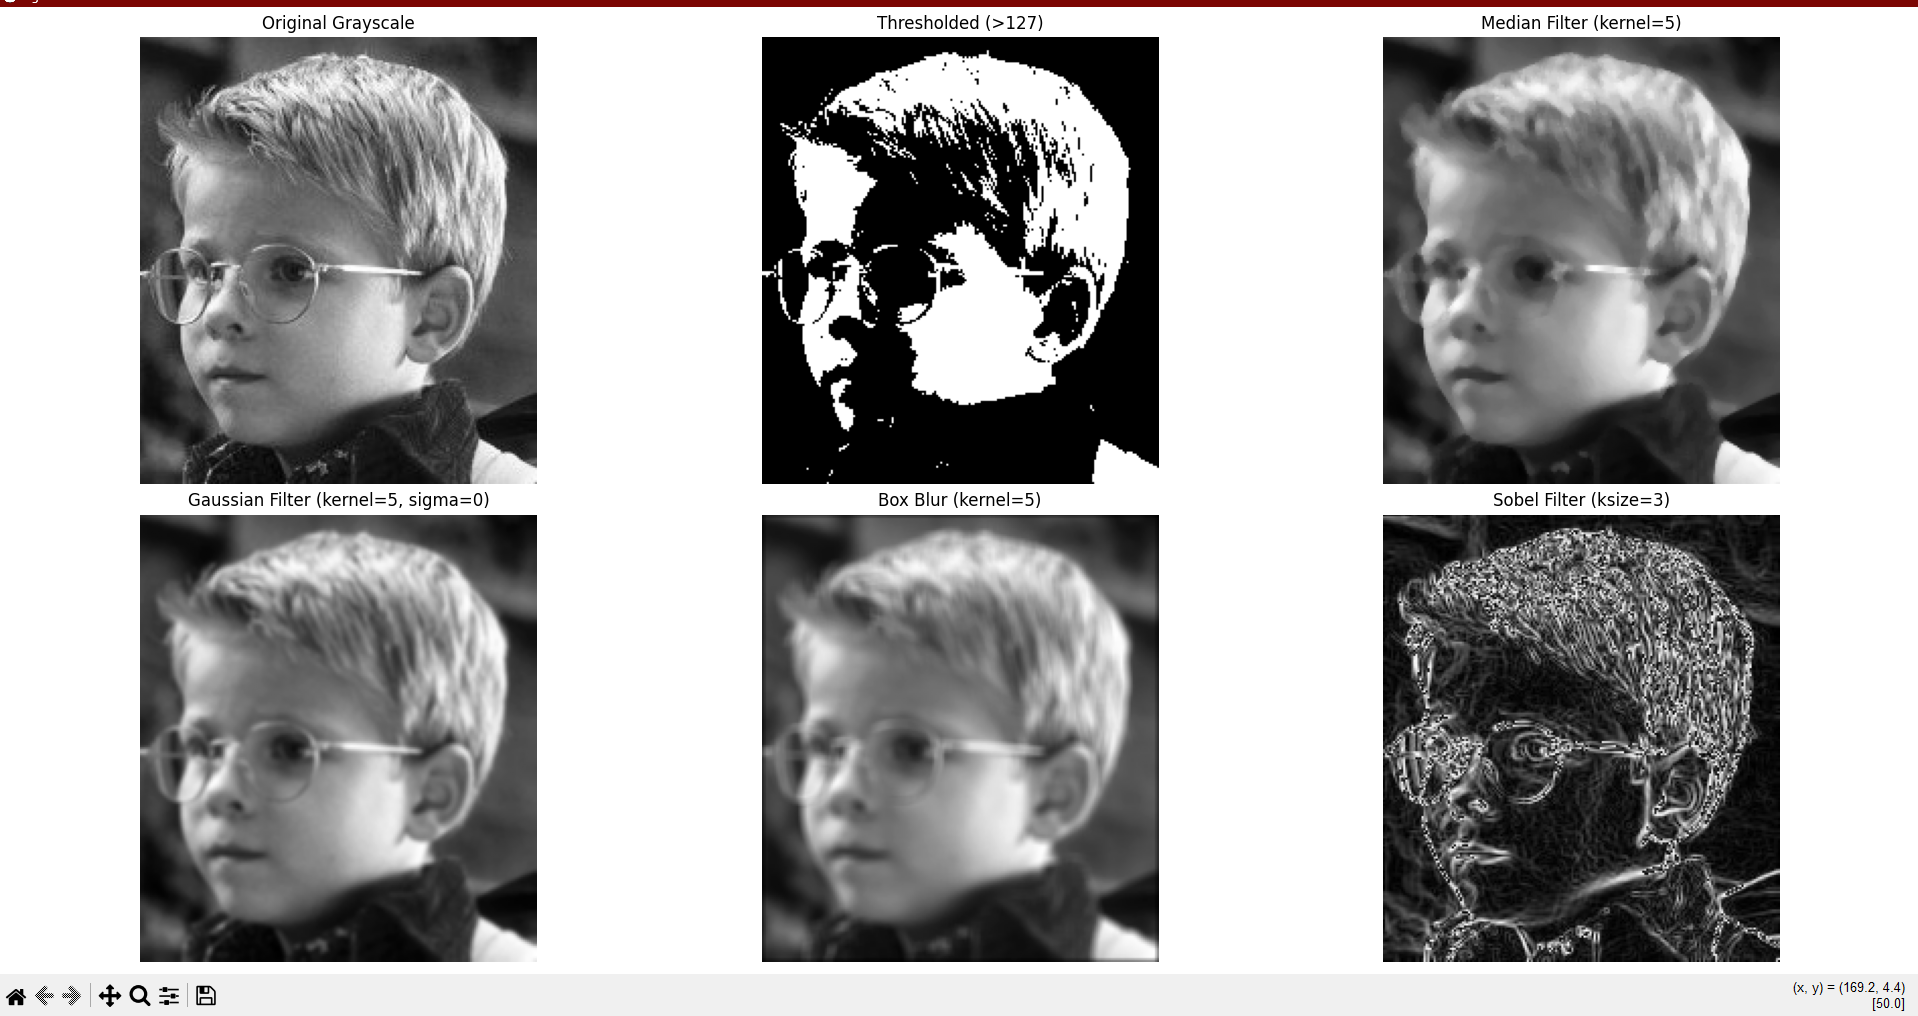 Original Grayscale
Thresholded (>127)
Median Filter (kernel=5)
Gaussian Filter (kernel=5, sigma=0)
Box Blur (kernel=5)
Sobel Filter (ksize=3)
(x, y) = (169.2, 4.4)
[50.0]